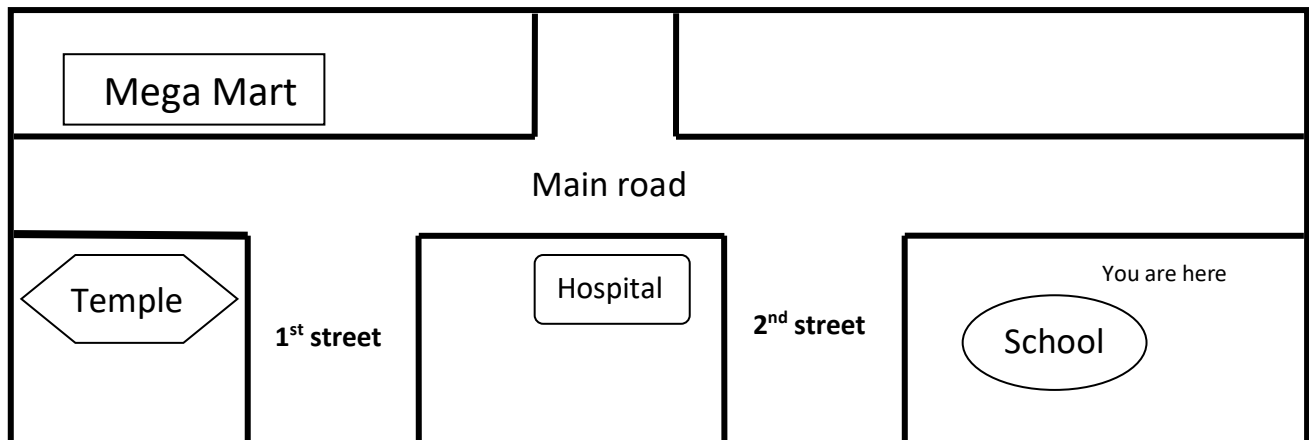 Mega Mart
Main road
Temple
Hospital
You are here
1st street
2nd street
School